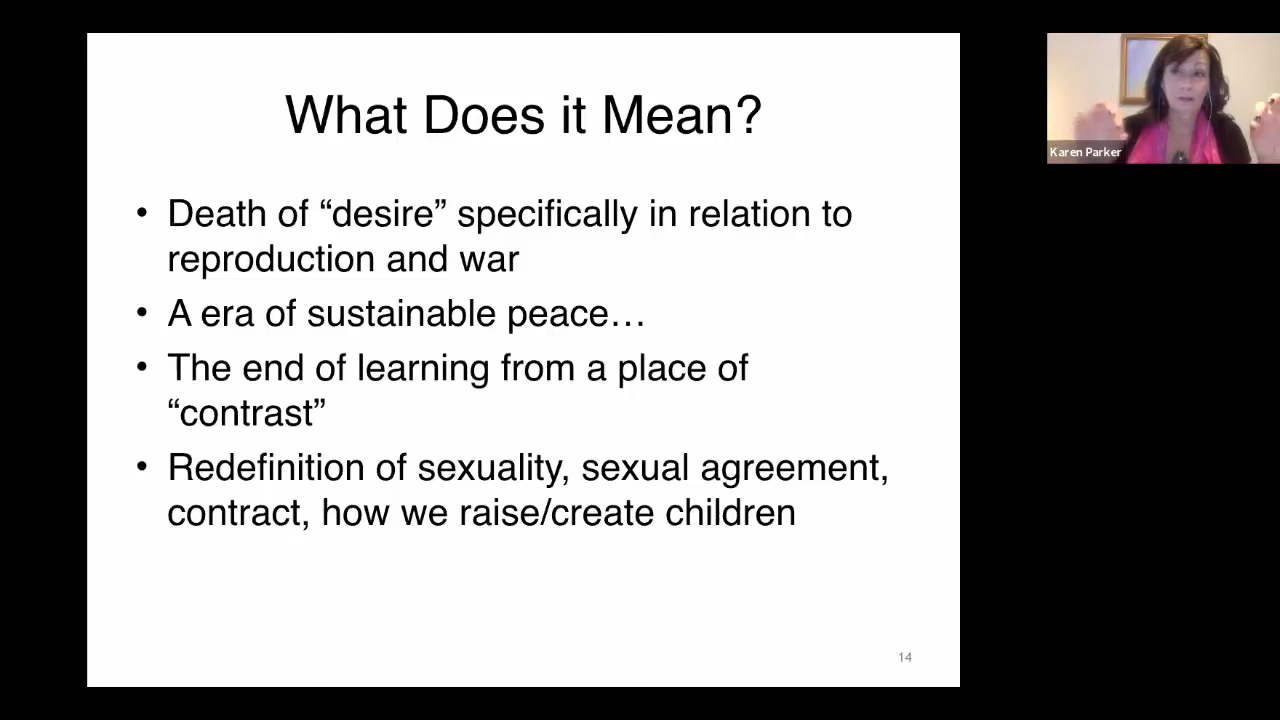 What Does it Mean?
• Death of “desire” specifically in relation to
reproduction and war
• A era of sustainable peace…
• The end of learning from a place of
“contrast”
• Redefinition of sexuality, sexual agreement,
contract, how we raise/create children
14
Karen Parker